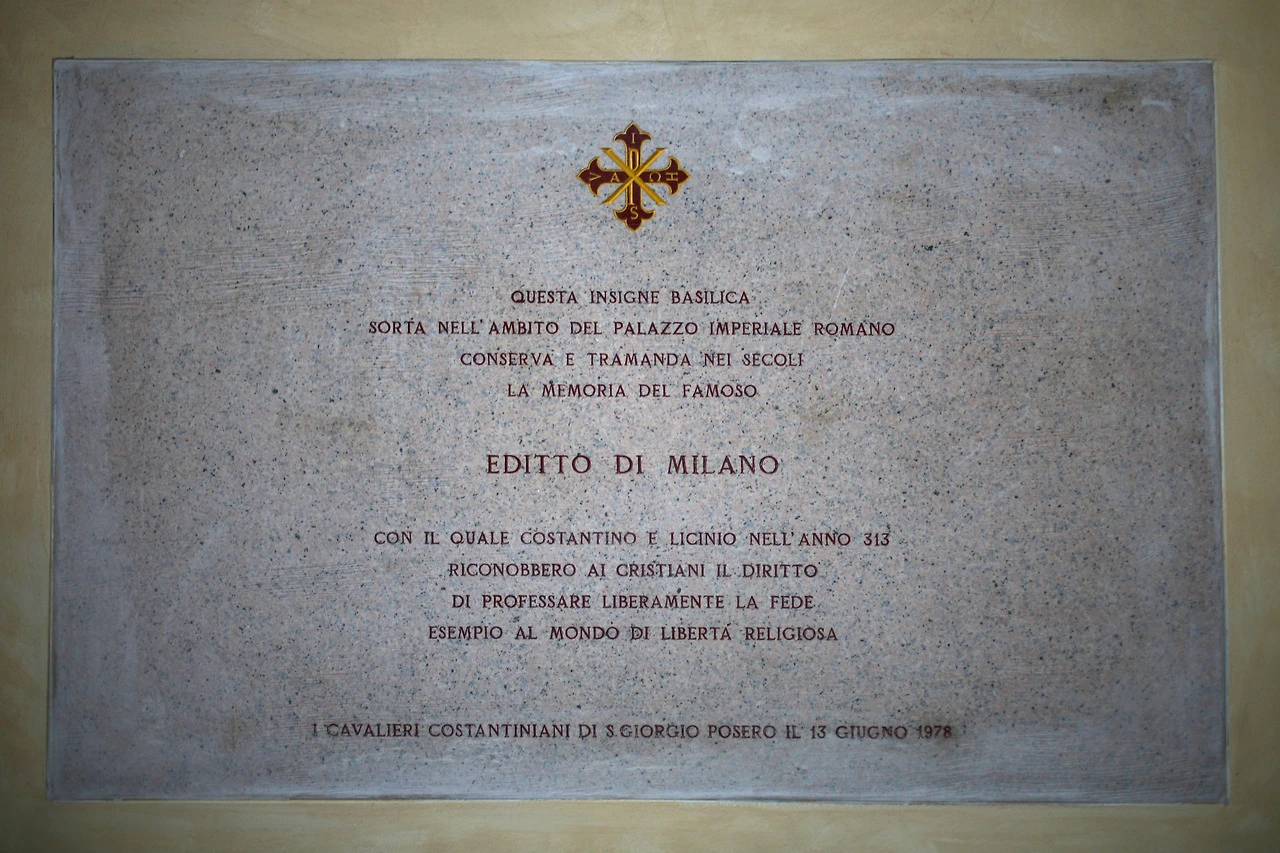 I
V A Ω H
S
QUESTA INSIGNE BASILICA
SORTA NELL'AMBITO DEL PALAZZO IMPERIALE ROMANO
CONSERVA E TRAMANDA NEI SECOLI
LA MEMORIA DEL FAMOSO
EDITTO DI MILANO
CON IL QUALE COSTANTINO E LICINIO NELL'ANNO 313
RICONOBBERO AI CRISTIANI IL DIRITTO
DI PROFESSARE LIBERAMENTE LA FEDE
ESEMPIO AL MONDO DI LIBERTÁ RELIGIOSA
I CAVALIERI COSTANTINIANI DI S.GIORGIO POSERO IL 13 GIUGNO 1978